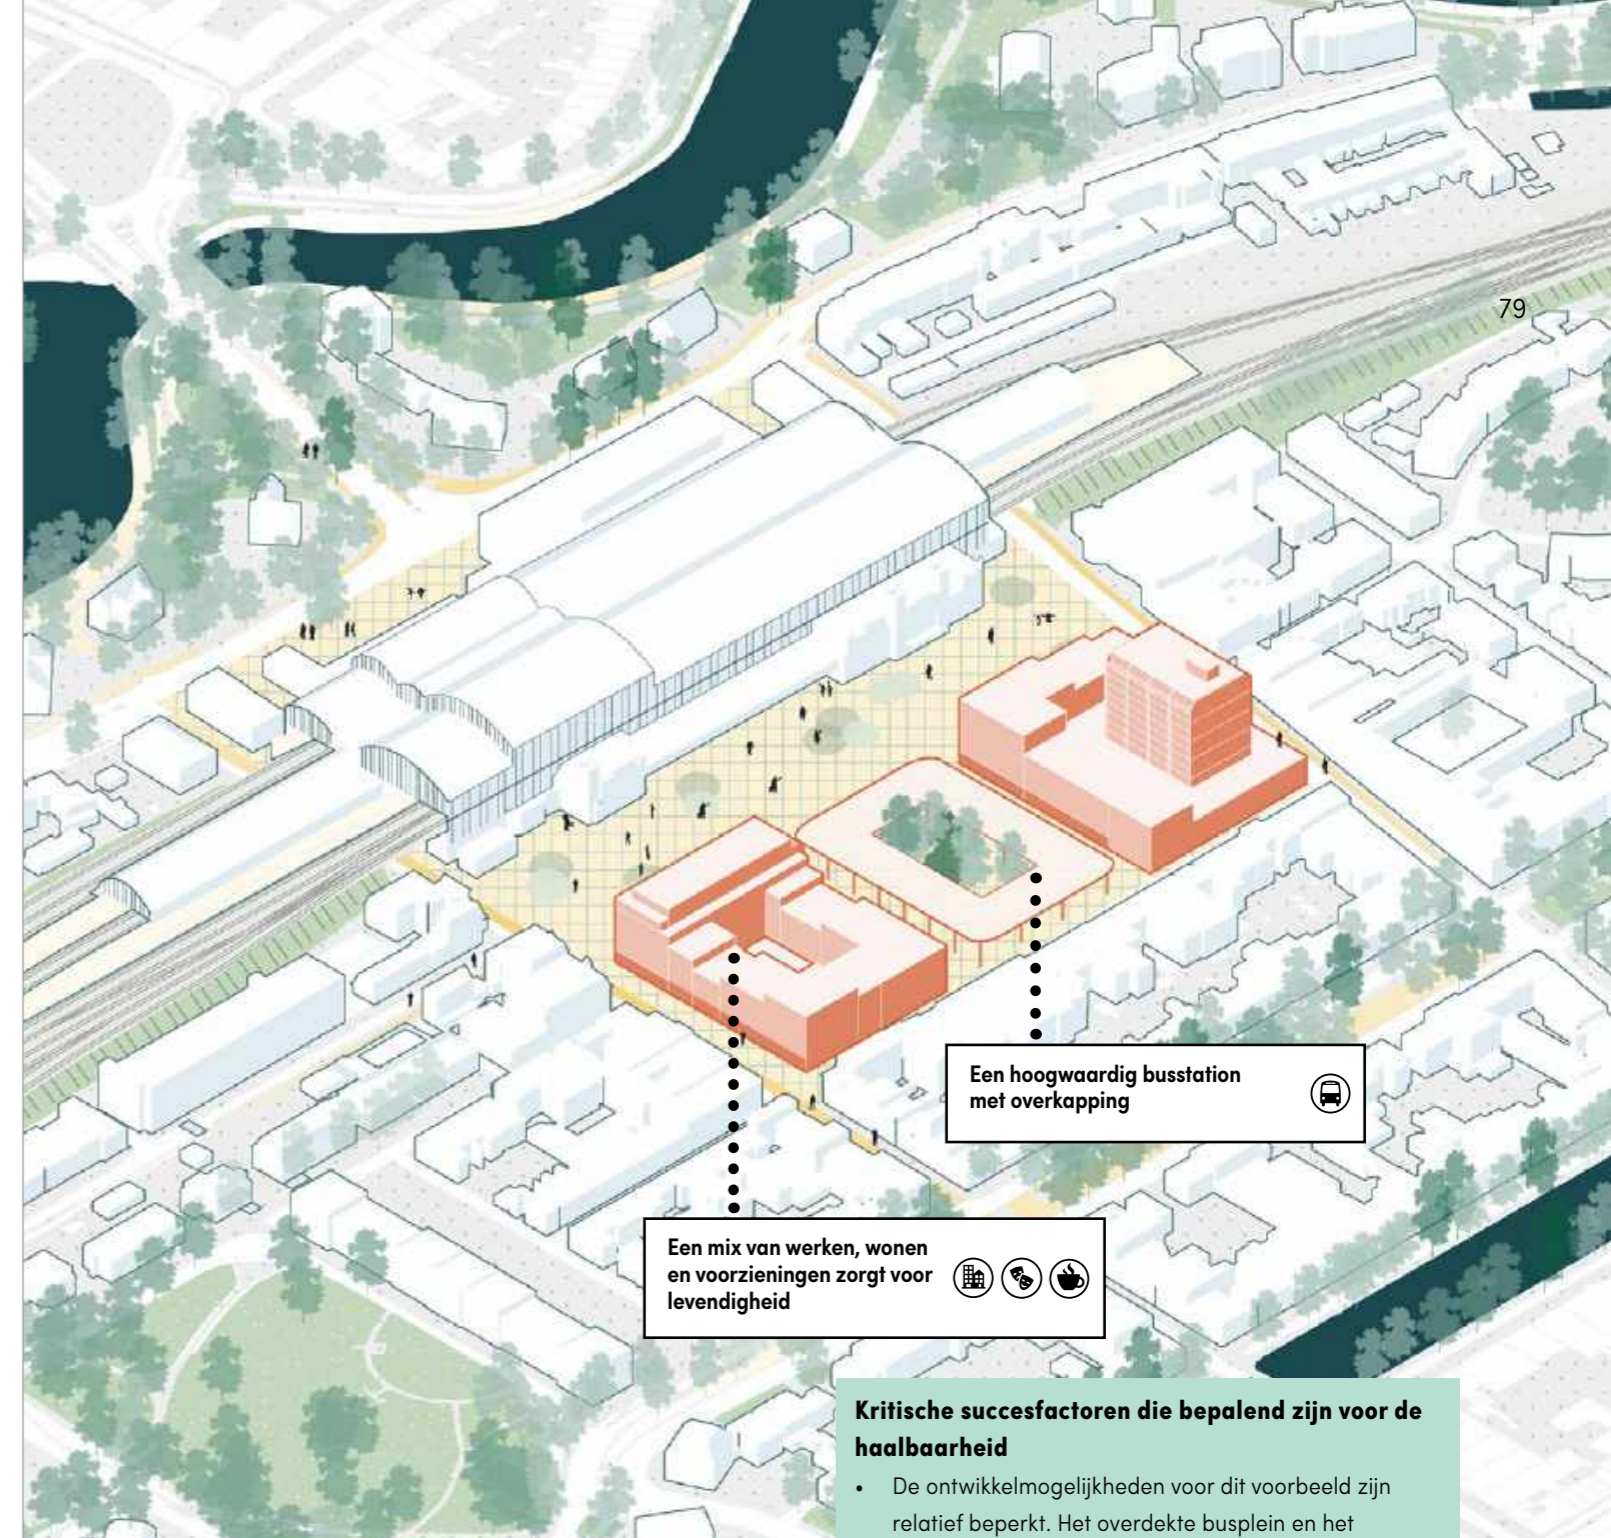 79
Een hoogwaardig busstation
met overkapping
Een mix van werken, wonen
en voorzieningen zorgt voor
levendigheid
Kritische succesfactoren die bepalend zijn voor de
haalbaarheid
• De ontwikkelmogelijkheden voor dit voorbeeld zijn
relatief beperkt. Het overdekte busplein en het